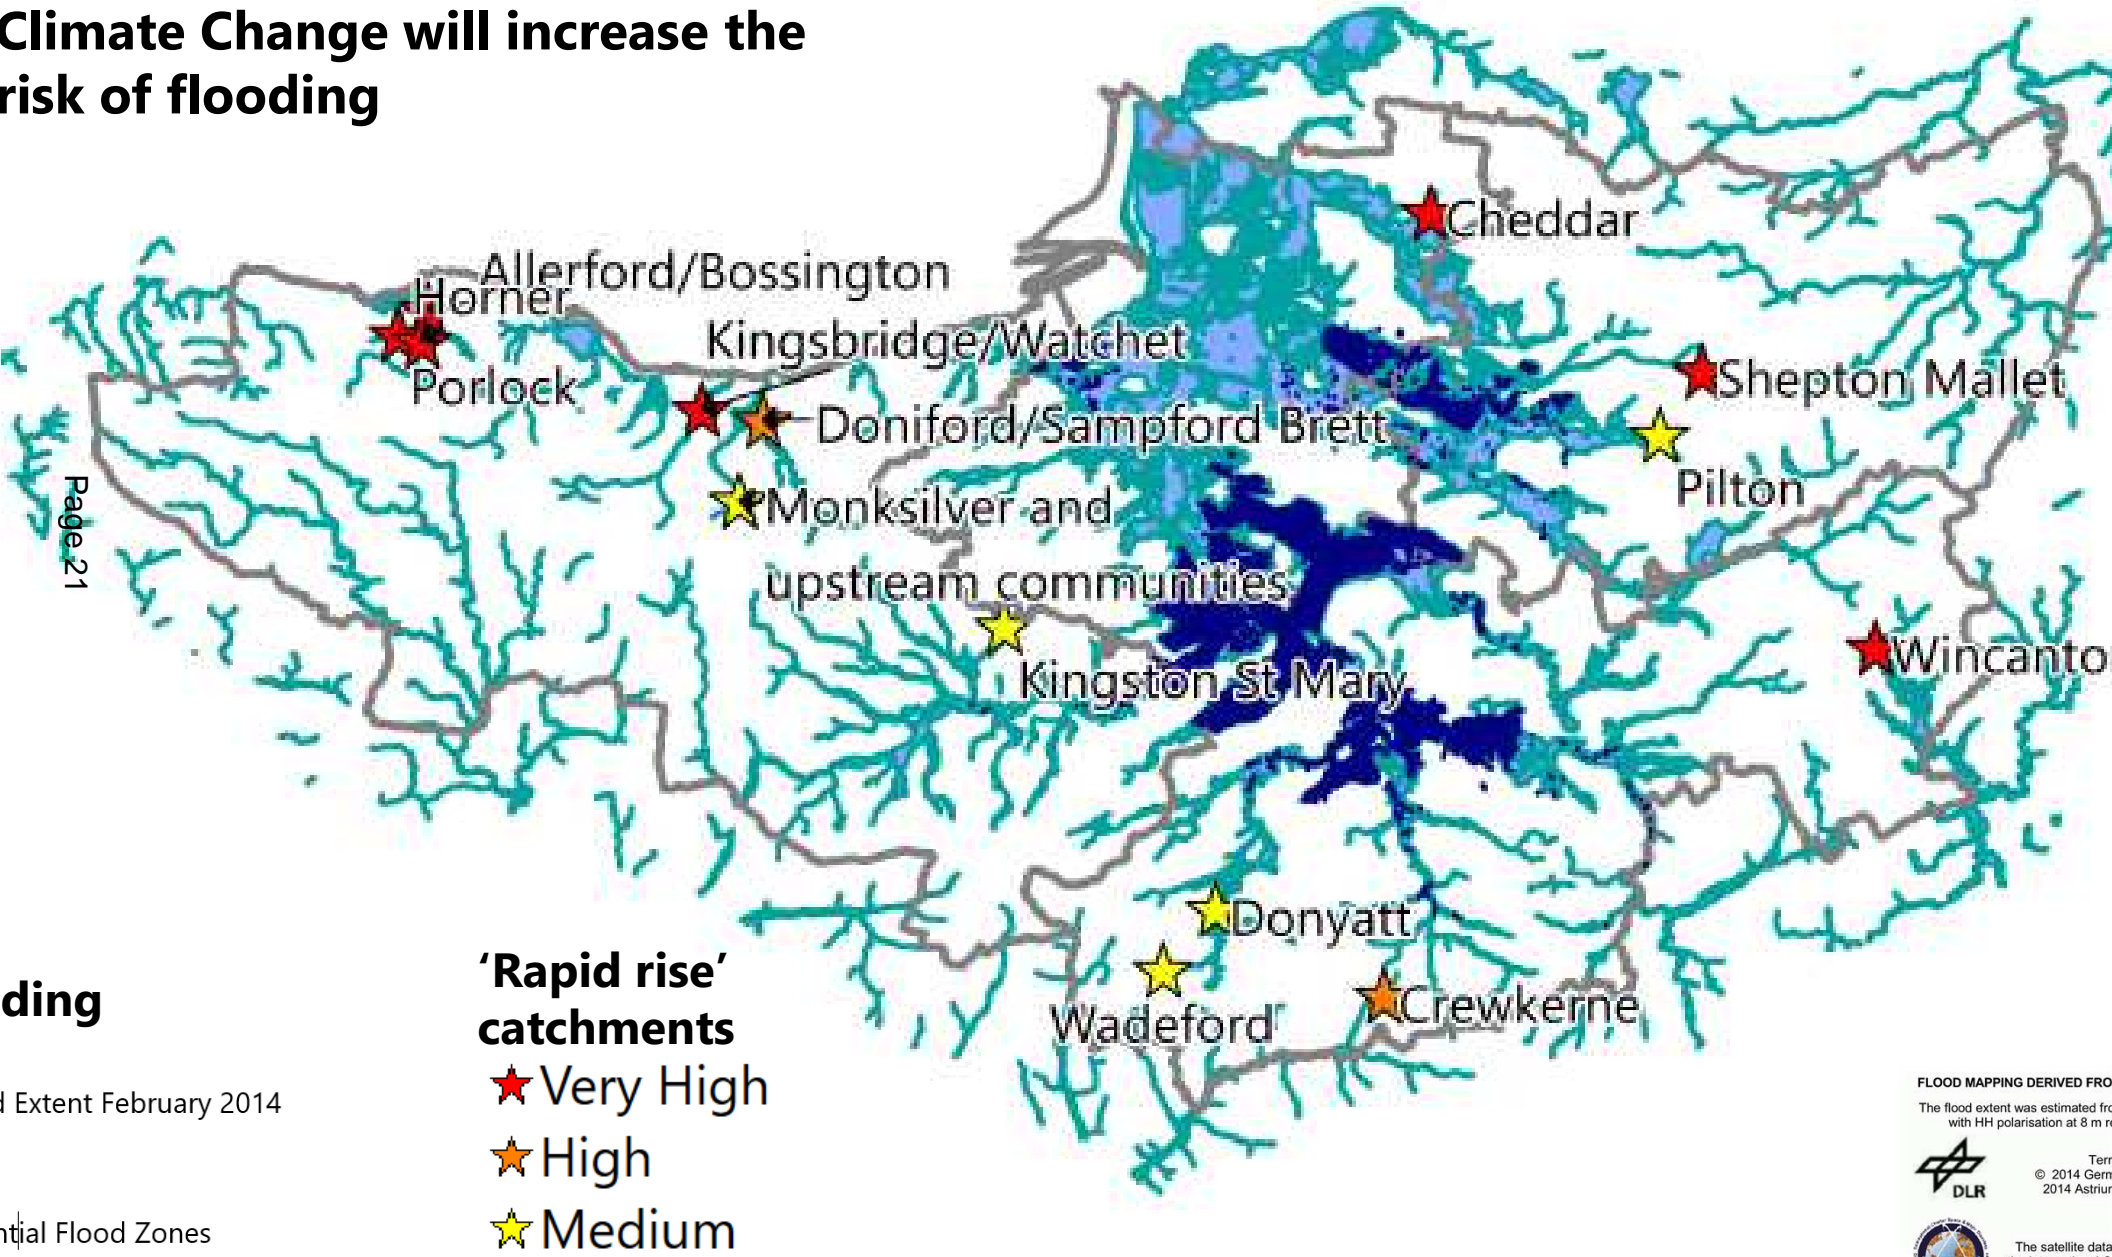 Climate Change will increase the
risk of flooding
Cheddar
Allerford/Bossington
Horner
Kingsbridge/Watchet
Porlock
Shepton Mallet
Doniford/Sampford Brett
Pilton
Monksilver and
upstream communities
Page 21
Kingston St Mary
Wincanto
Donyatt
Wadeford
Crewkerne
ding
d Extent February 2014
ntial Flood Zones
‘Rapid rise’
catchments
Very High
High
Medium
FLOOD MAPPING DERIVED FRO
The flood extent was estimated fro
with HH polarisation at 8 m r
Terr
© 2014 Germ
2014 Astriu
DLR
The satellite data